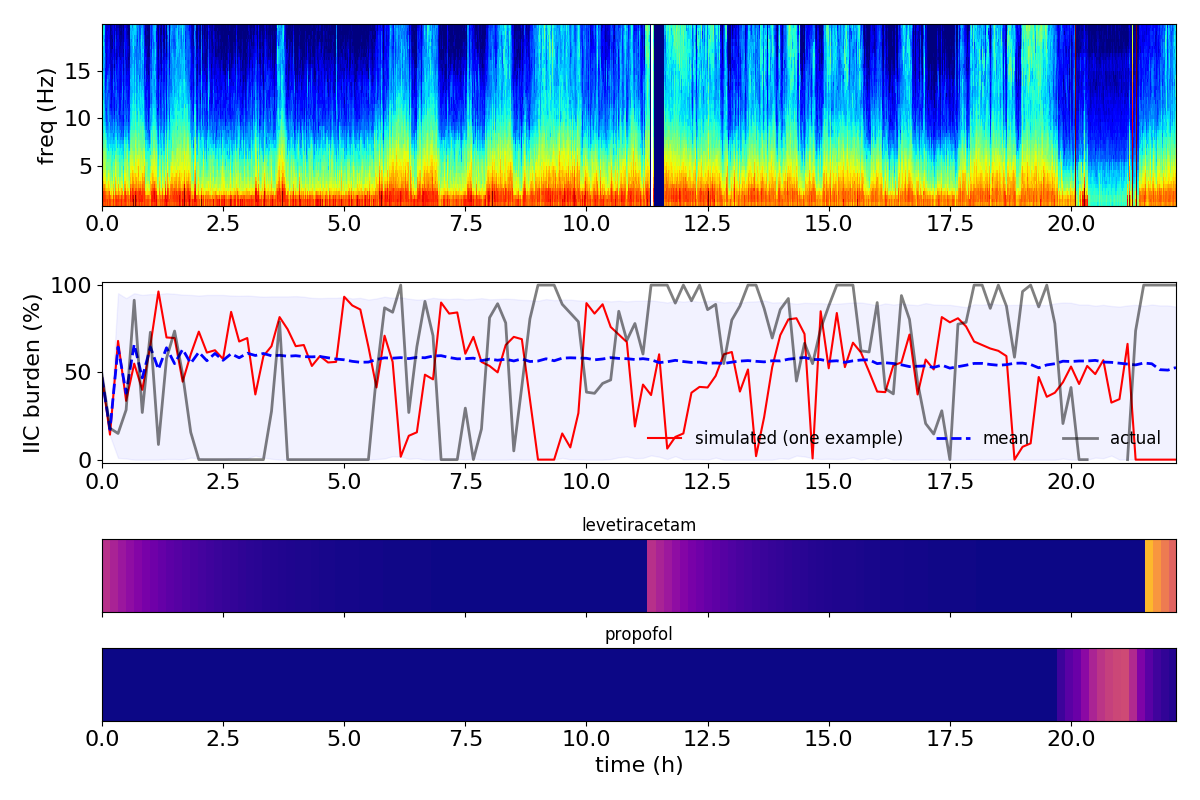 freq (Hz)
15
10
5
0.0 2.5 5.0 7.5 10.0 12.5 15.0 17.5 20.0
IIC burden (%)
100
50
0
simulated (one example) mean actual
0.0 2.5 5.0 7.5 10.0 12.5 15.0 17.5 20.0
levetiracetam
propofol
0.0 2.5 5.0 7.5 10.0 12.5 15.0 17.5 20.0
time (h)